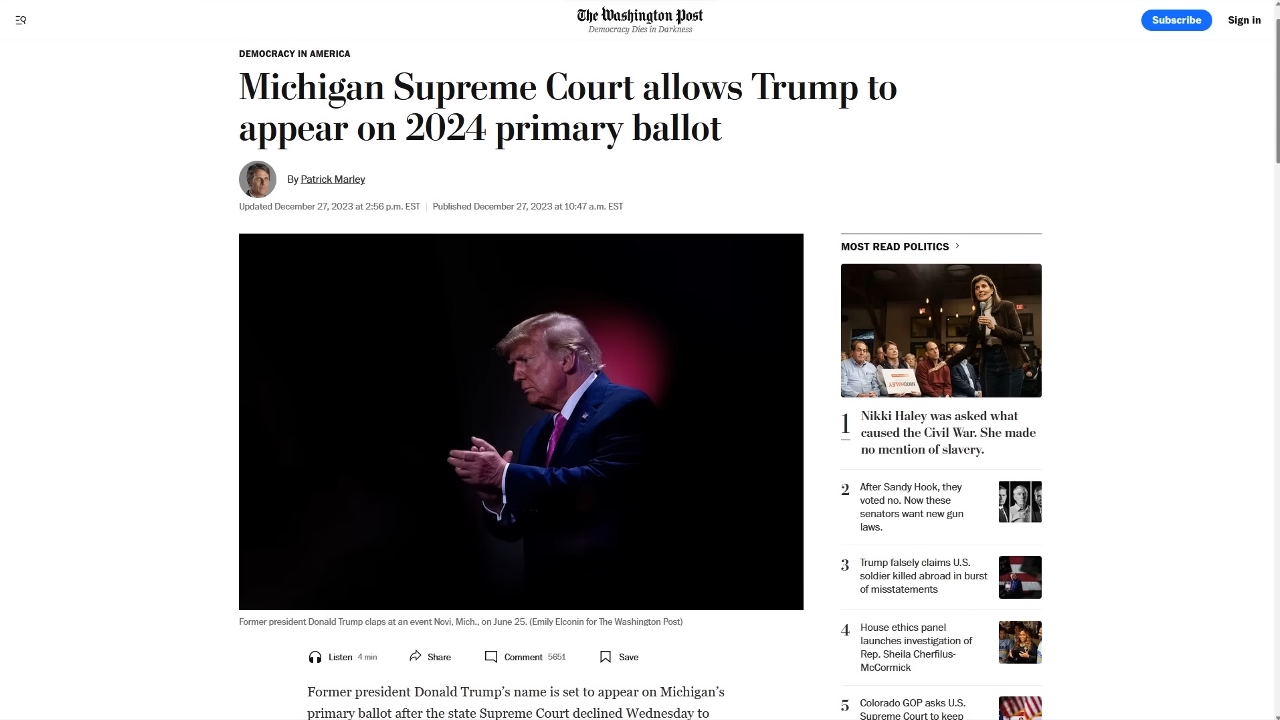 The Washington Post
Democracy Dies in Darkness
Subscribe
Sign in
DEMOCRACY IN AMERICA
Michigan Supreme Court allows Trump to
appear on 2024 primary ballot
By Patrick Marley
Updated December 27, 2023 at 2:56 p.m. EST | Published December 27, 2023 at 10:47 a.m. EST
Former president Donald Trump claps at an event Novi, Mich., on June 25. (Emily Elconin for The Washington Post)
Listen 4 min
Share
Comment 5651
Save
Former president Donald Trump’s name is set to appear on Michigan’s
primary ballot after the state Supreme Court declined Wednesday to
MOST READ POLITICS
1
Nikki Haley was asked what
caused the Civil War. She made
no mention of slavery.
2
After Sandy Hook, they
voted no. Now these
senators want new gun
laws.
3
Trump falsely claims U.S.
soldier killed abroad in burst
of misstatements
4
House ethics panel
launches investigation of
Rep. Sheila Cherfilus-
McCormick
5
Colorado GOP asks U.S.
Supreme Court to keep